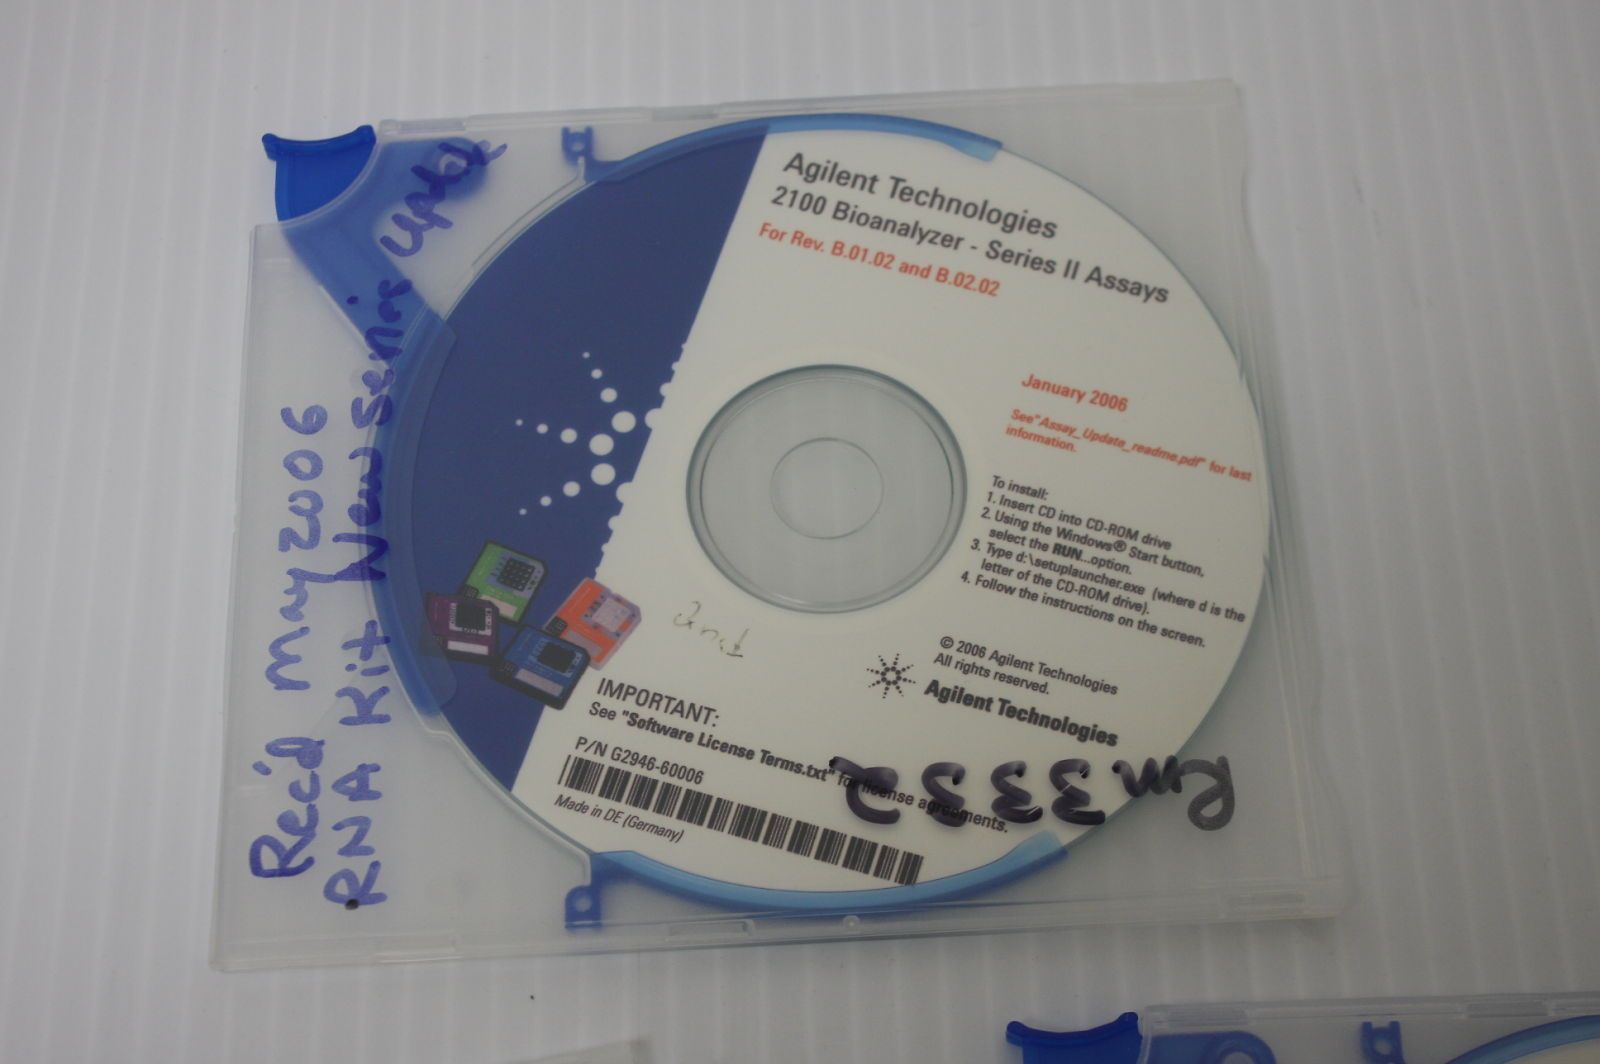 Agilent Technologies
2100 Bioanalyzer - Series II Assays
For Rev. B.01.02 and B.02.02
January 2006
See "Assay_Update_readme.pdf" for last
information.
To install:
1. Insert CD into CD-ROM drive
2. Using the Windows® Start button,
select the RUN...option.
3. Type d:\setuplauncher.exe (where d is the
letter of the CD-ROM drive).
4. Follow the instructions on the screen.
© 2006 Agilent Technologies
All rights reserved.
Agilent Technologies
IMPORTANT:
See "Software License Terms.txt" for license agreements.
P/N G2946-60006
Made in DE (Germany)
Rec'd May 2006
RNA Kit New Series Update
Rm 3332